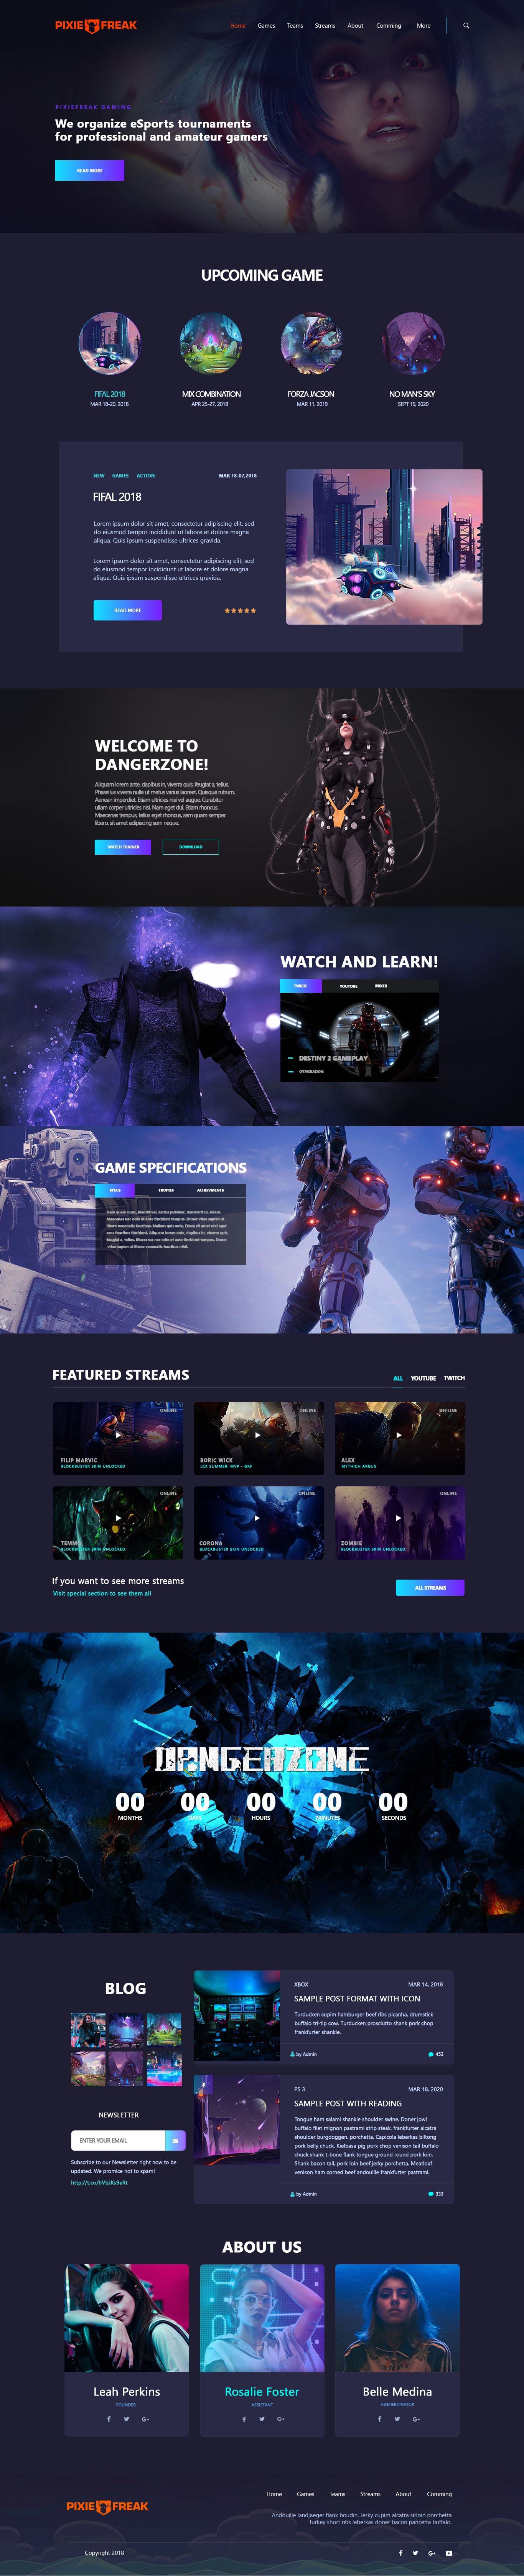 PIXIE FREAK
Home Games Teams Streams About Comming More
PIXIEFREAK GAMING
We organize eSports tournaments
for professional and amateur gamers
READ MORE
UPCOMING GAME
FIFAL 2018
MAR 18-20, 2018
MIX COMBINATION
APR 25-27, 2018
FORZA JACSON
MAR 11, 2019
NO MAN'S SKY
SEPT 15, 2020
NEW GAMES ACTION MAR 18-07,2018
FIFAL 2018
Lorem ipsum dolor sit amet, consectetur adipiscing elit, sed
do eiusmod tempor incididunt ut labore et dolore magna
aliqua. Quis ipsum suspendisse ultrices gravida.
Lorem ipsum dolor sit amet, consectetur adipiscing elit, sed
do eiusmod tempor incididunt ut labore et dolore magna
aliqua. Quis ipsum suspendisse ultrices gravida.
READ MORE
WELCOME TO
DANGERZONE!
Aliquam lorem ante, dapibus in, viverra quis, feugiat a, tellus.
Phasellus viverra nulla ut metus varius laoreet. Quisque rutrum.
Aenean imperdiet. Etiam ultricies nisi vel augue. Curabitur
ullam corper ultricies nisi. Nam eget dui. Etiam rhoncus.
Maecenas tempus, tellus eget rhoncus, sem quam semper
libero, sit amet adipiscing sem neque.
WATCH TRAINER DOWNLOAD
WATCH AND LEARN!
TWINCH YOUTUBE MIXER
DESTINY 2 GAMEPLAY
GAME SPECIFICATIONS
SPECS TROPIES ACHIEVMENTS
FEATURED STREAMS
ALL YOUTUBE TWITCH
ONLINE
FILIP MARVIC
BLOCKBUSTER SKIN UNLOCKED
ONLINE
BORIC WICK
LCK SUMMER: MVP - GRF
OFFLINE
ALEX
MYTHICH ARGUS
ONLINE
BLOCKBUSTER SKIN UNLOCKED
ONLINE
CORONA
BLOCKBUSTER SKIN UNLOCKED
ONLINE
ZOMBIE
BLOCKBUSTER SKIN UNLOCKED
If you want to see more streams
Visit special section to see them all
ALL STREAMS
DANGERZONE
00 00 00 00 00
MONTHS DAYS HOURS MINUTES SECONDS
BLOG
NEWSLETTER
ENTER YOUR EMAIL
Subscribe to our Newsletter right now to be
updated. We promice not to spam!
XBOX MAR 14, 2018
SAMPLE POST FORMAT WITH ICON
Turducken cupim hamburger beef ribs picanha, drumstick
buffalo tri-tip cow. Turducken prosciutto shank pork chop
frankfurter shankle.
by Admin 452
PS 3 MAR 18. 2020
SAMPLE POST WITH READING
Tongue ham salami shankle shoulder swine. Doner jowl
buffalo filet mignon pastrami strip steak, frankfurter alcatra
shoulder burgdoggen. porchetta. Capicola leberkas biltong
pork belly chuck. Kielbasa pig pork chop venison tail buffalo
chuck shank t-bone flank tongue ground round pork loin.
Shank bacon tail, pork loin beef jerky porchetta. Meatloaf
venison ham corned beef andouille frankfurter pastrami.
by Admin 333
ABOUT US
Leah Perkins
FOUNDER
Rosalie Foster
ASSISTANT
Belle Medina
ADMINISTRATOR
PIXIE FREAK
Home Games Teams Streams About Comming
Andoulle landjaeger flank boudin. Jerky cupim alcatra sirtoin porchetta
turkey short ribs leberkas doner bacon pancetta buffalo.
Copyright 2018